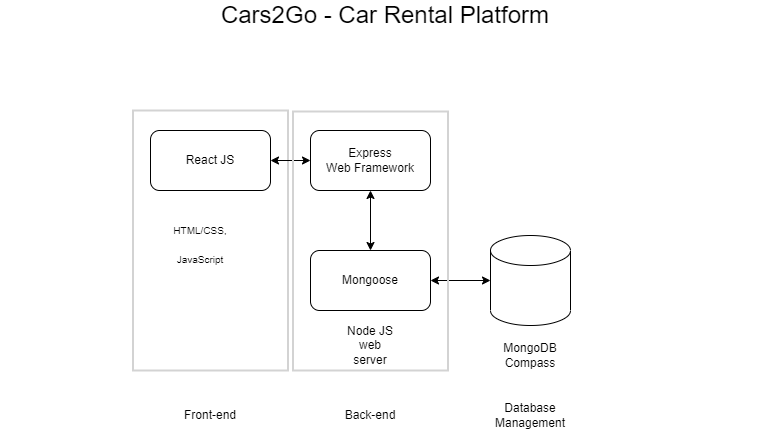 Cars2Go - Car Rental Platform
React JS
Express
Web Framework
HTML/CSS,
JavaScript
Mongoose
Node JS
web
server
MongoDB
Compass
Front-end
Back-end
Database
Management